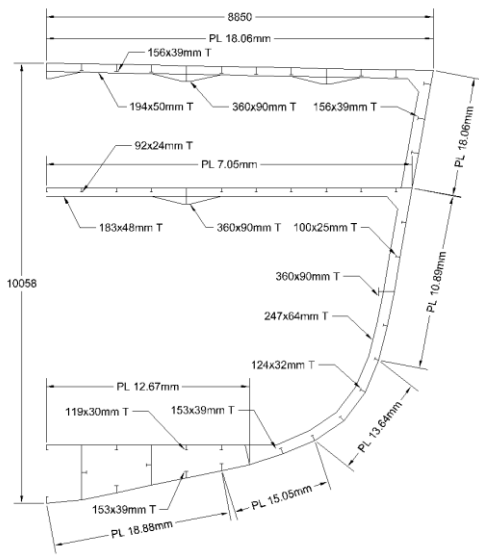 8850
PL 18.06mm
156x39mm T
194x50mm T
360x90mm T
156x39mm T
PL 18.06mm
92x24mm T
PL 7.05mm
183x48mm T
360x90mm T
100x25mm T
10058
360x90mm T
PL 10.89mm
247x64mm T
124x32mm T
PL 12.67mm
119x30mm T
153x39mm T
PL 13.64mm
153x39mm T
PL 15.05mm
PL 18.88mm